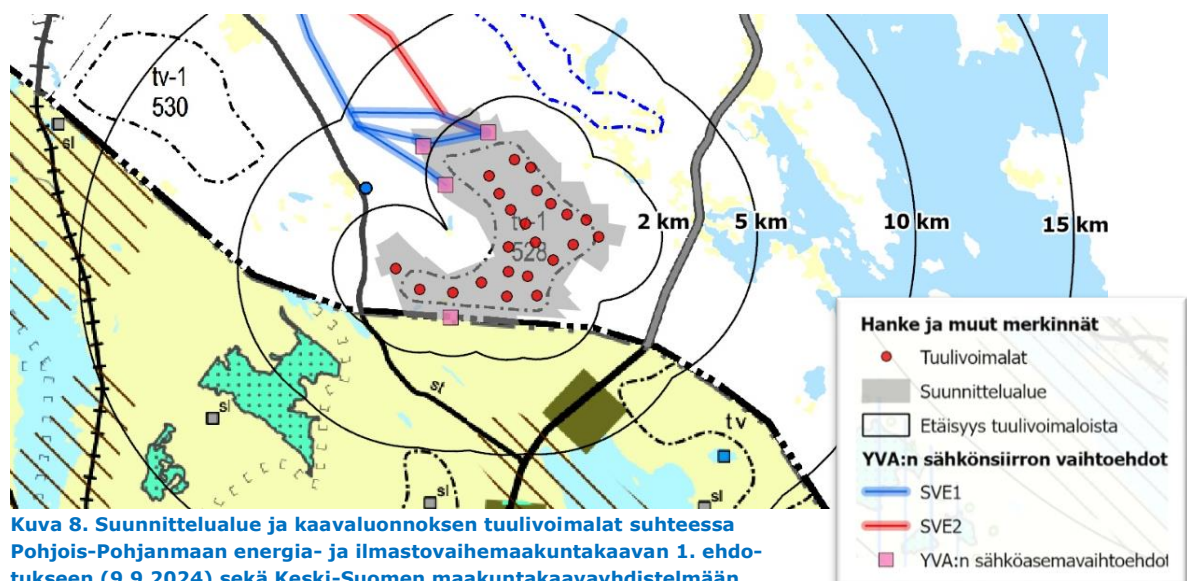 tv-1
530
sl
tv-1
528
2 km
5 km
10 km
15 km
sl
sl
tv
sl
sl
Hanke ja muut merkinnät
Tuulivoimalat
Suunnittelualue
Etäisyys tuulivoimaloista
YVA:n sähkönsiirron vaihtoehdot
SVE1
SVE2
YVA:n sähköasemavaihtoehdot
Kuva 8. Suunnittelualue ja kaavaluonnoksen tuulivoimalat suhteessa
Pohjois-Pohjanmaan energia- ja ilmastovaihemaakuntakaavan 1. ehdo-
tukseen (9.9.2024) sekä Keski-Suomen maakuntakaavayhdistelmään